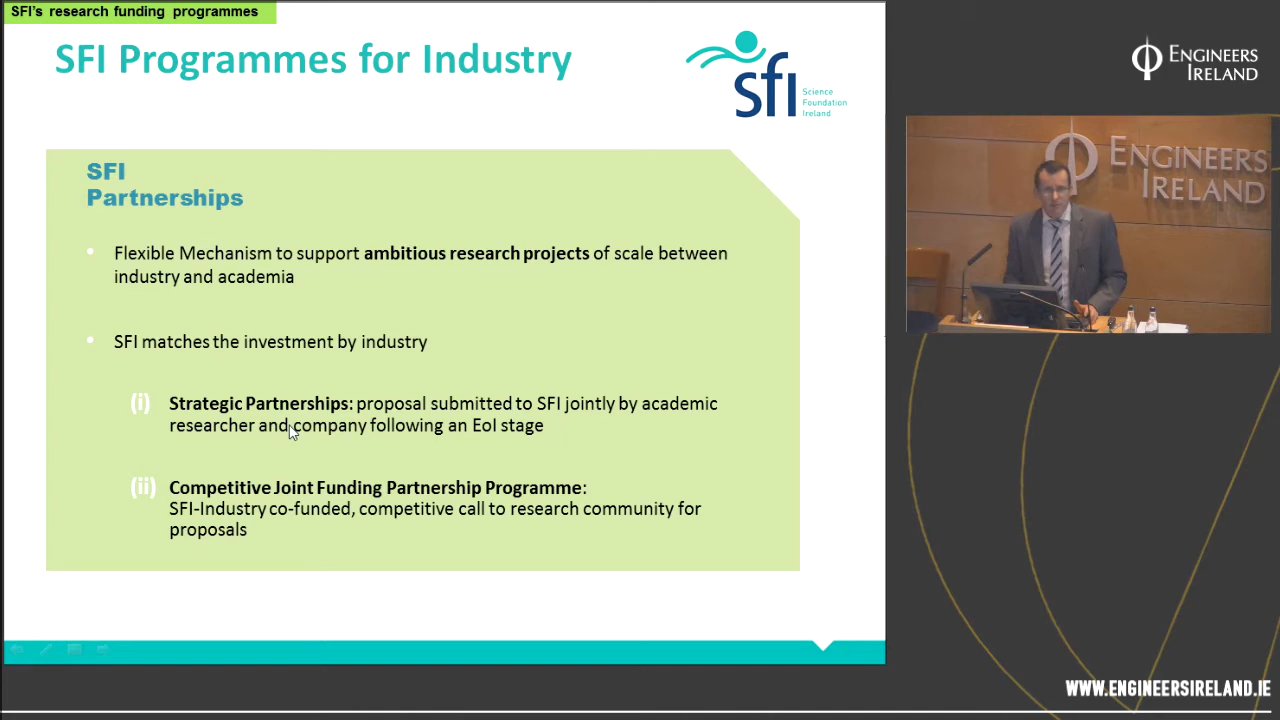 SFI's research funding programmes
SFI Programmes for Industry
sfi
Science
Foundation
Ireland
SFI
Partnerships
Flexible Mechanism to support ambitious research projects of scale between
industry and academia
SFI matches the investment by industry
(i) Strategic Partnerships: proposal submitted to SFI jointly by academic
researcher and company following an EoI stage
(ii) Competitive Joint Funding Partnership Programme:
SFI-Industry co-funded, competitive call to research community for
proposals
ENGINEERS
IRELAND
ENGINEERS
IRELAND
WWW.ENGINEERSIRELAND.IE